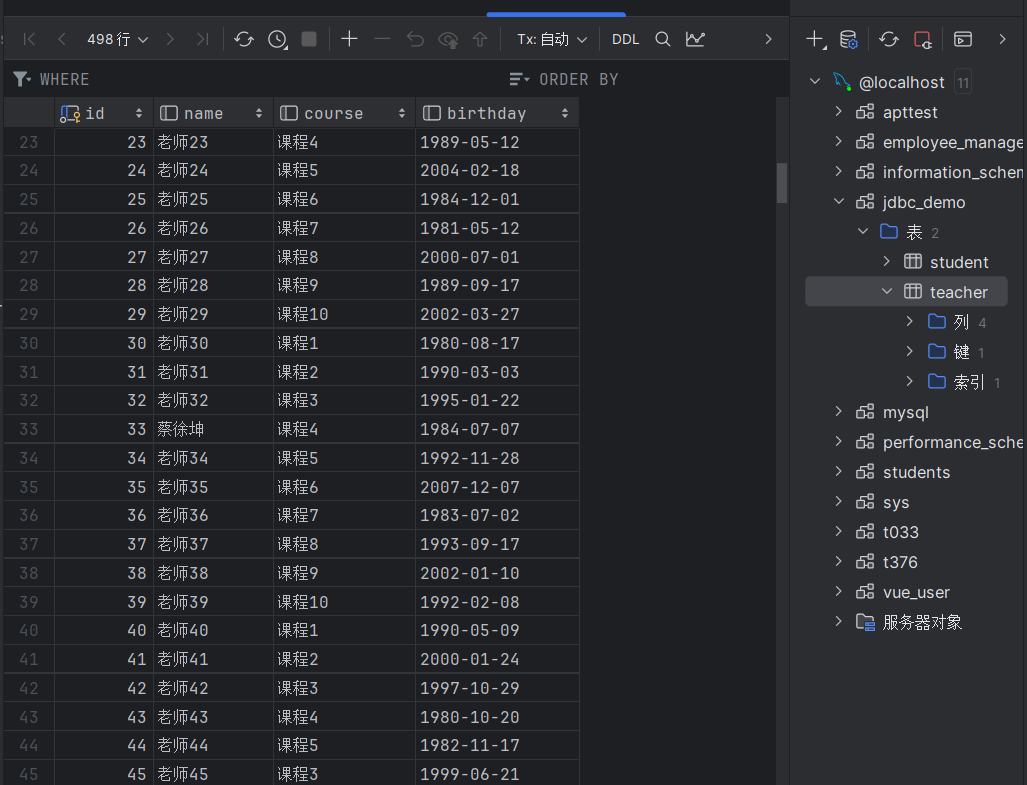 498 行 Tx: 自动 DDL
WHERE ORDER BY
id name course birthday
23 23 老师23 课程4 1989-05-12
24 24 老师24 课程5 2004-02-18
25 25 老师25 课程6 1984-12-01
26 26 老师26 课程7 1981-05-12
27 27 老师27 课程8 2000-07-01
28 28 老师28 课程9 1989-09-17
29 29 老师29 课程10 2002-03-27
30 30 老师30 课程1 1980-08-17
31 31 老师31 课程2 1990-03-03
32 32 老师32 课程3 1995-01-22
33 33 蔡徐坤 课程4 1984-07-07
34 34 老师34 课程5 1992-11-28
35 35 老师35 课程6 2007-12-07
36 36 老师36 课程7 1983-07-02
37 37 老师37 课程8 1993-09-17
38 38 老师38 课程9 2002-01-10
39 39 老师39 课程10 1992-02-08
40 40 老师40 课程1 1990-05-09
41 41 老师41 课程2 2000-01-24
42 42 老师42 课程3 1997-10-29
43 43 老师43 课程4 1980-10-20
44 44 老师44 课程5 1982-11-17
45 45 老师45 课程3 1999-06-21
@localhost 11
apttest
employee_manage
information_schem
jdbc_demo
表 2
student
teacher
列 4
键 1
索引 1
mysql
performance_sche
students
sys
t033
t376
vue_user
服务器对象